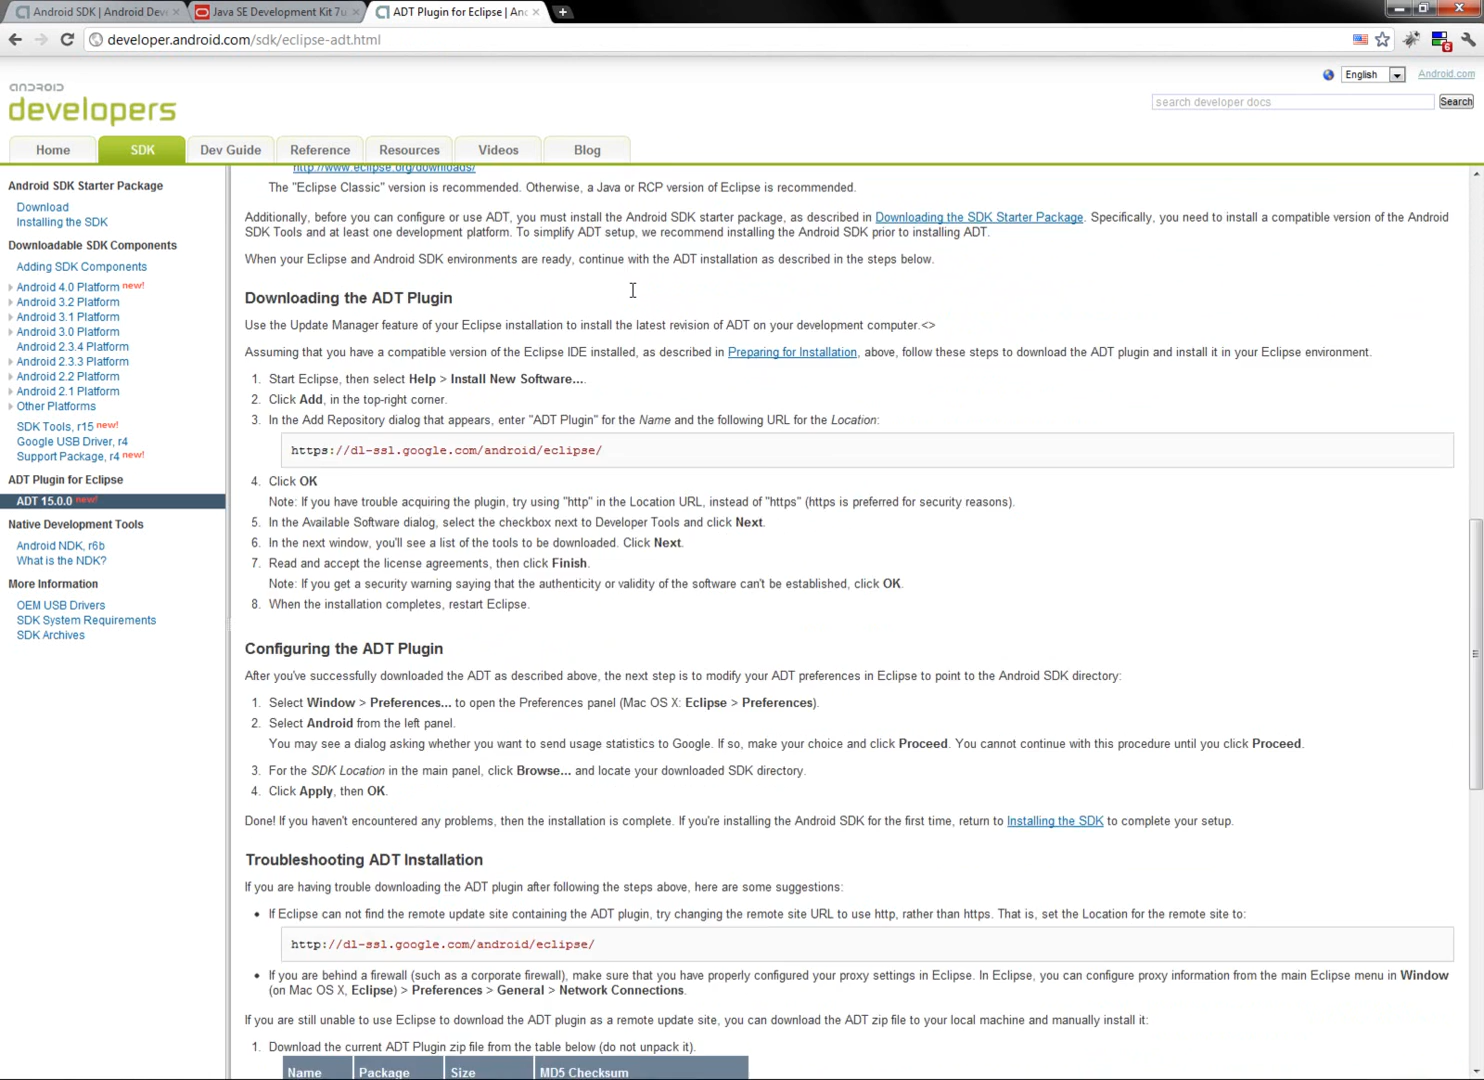 Android SDK | Android Dev
Java SE Development Kit 7u
ADT Plugin for Eclipse | And
developer.android.com/sdk/eclipse-adt.html
6
English
Android.com
android
developers
search developer docs
Search
Home
SDK
Dev Guide
Reference
Resources
Videos
Blog
Android SDK Starter Package
Download
Installing the SDK
Downloadable SDK Components
Adding SDK Components
Android 4.0 Platform new!
Android 3.2 Platform
Android 3.1 Platform
Android 3.0 Platform
Android 2.3.4 Platform
Android 2.3.3 Platform
Android 2.2 Platform
Android 2.1 Platform
Other Platforms
SDK Tools, r15 new!
Google USB Driver, r4
Support Package, r4 new!
ADT Plugin for Eclipse
ADT 15.0.0 new!
Native Development Tools
Android NDK, r6b
What is the NDK?
More Information
OEM USB Drivers
SDK System Requirements
SDK Archives
http://www.eclipse.org/downloads/
The "Eclipse Classic" version is recommended. Otherwise, a Java or RCP version of Eclipse is recommended.
Additionally, before you can configure or use ADT, you must install the Android SDK starter package, as described in Downloading the SDK Starter Package. Specifically, you need to install a compatible version of the Android
SDK Tools and at least one development platform. To simplify ADT setup, we recommend installing the Android SDK prior to installing ADT.
When your Eclipse and Android SDK environments are ready, continue with the ADT installation as described in the steps below.
Downloading the ADT Plugin
Use the Update Manager feature of your Eclipse installation to install the latest revision of ADT on your development computer.<>
Assuming that you have a compatible version of the Eclipse IDE installed, as described in Preparing for Installation, above, follow these steps to download the ADT plugin and install it in your Eclipse environment.
1. Start Eclipse, then select Help > Install New Software....
2. Click Add, in the top-right corner.
3. In the Add Repository dialog that appears, enter "ADT Plugin" for the Name and the following URL for the Location:
https://dl-ssl.google.com/android/eclipse/
4. Click OK
Note: If you have trouble acquiring the plugin, try using "http" in the Location URL, instead of "https" (https is preferred for security reasons).
5. In the Available Software dialog, select the checkbox next to Developer Tools and click Next.
6. In the next window, you'll see a list of the tools to be downloaded. Click Next.
7. Read and accept the license agreements, then click Finish.
Note: If you get a security warning saying that the authenticity or validity of the software can't be established, click OK.
8. When the installation completes, restart Eclipse.
Configuring the ADT Plugin
After you've successfully downloaded the ADT as described above, the next step is to modify your ADT preferences in Eclipse to point to the Android SDK directory:
1. Select Window > Preferences... to open the Preferences panel (Mac OS X: Eclipse > Preferences).
2. Select Android from the left panel.
You may see a dialog asking whether you want to send usage statistics to Google. If so, make your choice and click Proceed. You cannot continue with this procedure until you click Proceed.
3. For the SDK Location in the main panel, click Browse... and locate your downloaded SDK directory.
4. Click Apply, then OK.
Done! If you haven't encountered any problems, then the installation is complete. If you're installing the Android SDK for the first time, return to Installing the SDK to complete your setup.
Troubleshooting ADT Installation
If you are having trouble downloading the ADT plugin after following the steps above, here are some suggestions:
• If Eclipse can not find the remote update site containing the ADT plugin, try changing the remote site URL to use http, rather than https. That is, set the Location for the remote site to:
http://dl-ssl.google.com/android/eclipse/
• If you are behind a firewall (such as a corporate firewall), make sure that you have properly configured your proxy settings in Eclipse. In Eclipse, you can configure proxy information from the main Eclipse menu in Window
(on Mac OS X, Eclipse) > Preferences > General > Network Connections.
If you are still unable to use Eclipse to download the ADT plugin as a remote update site, you can download the ADT zip file to your local machine and manually install it:
1. Download the current ADT Plugin zip file from the table below (do not unpack it).
Name Package Size MD5 Checksum